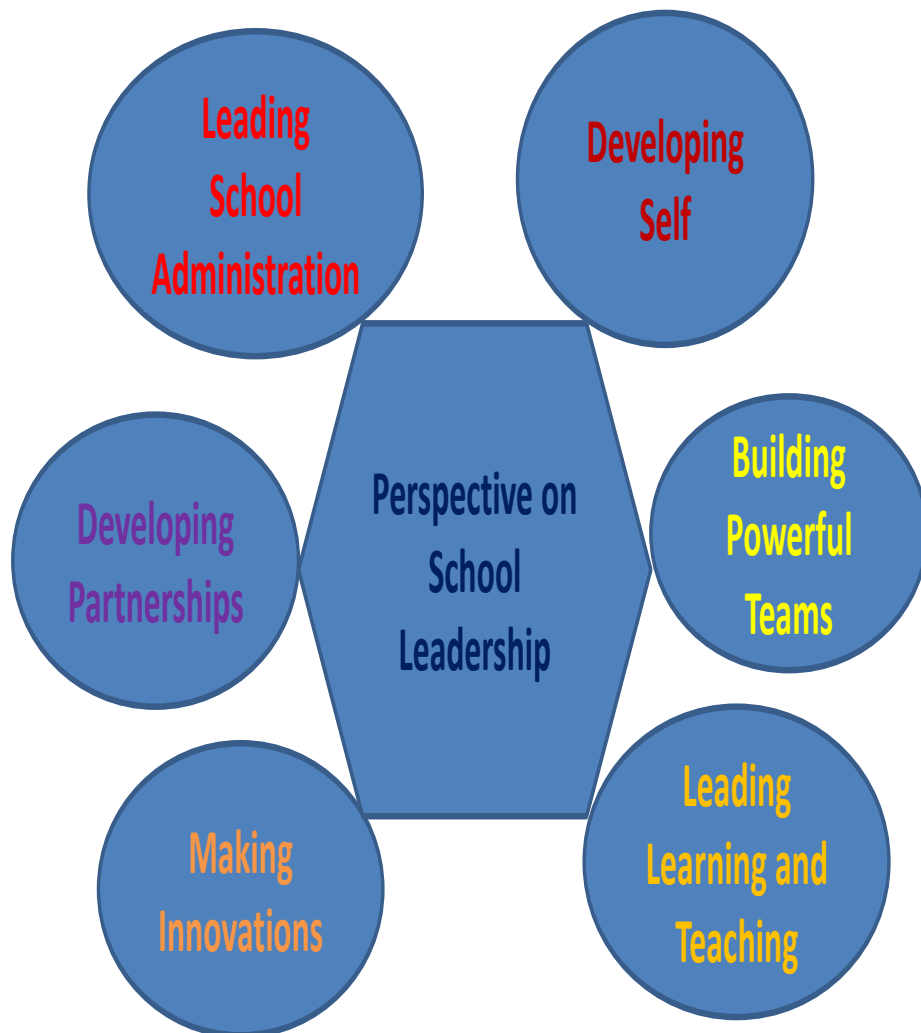 Leading
School
Administration
Developing
Self
Perspective on
School
Leadership
Building
Powerful
Teams
Developing
Partnerships
Leading
Learning and
Teaching
Making
Innovations